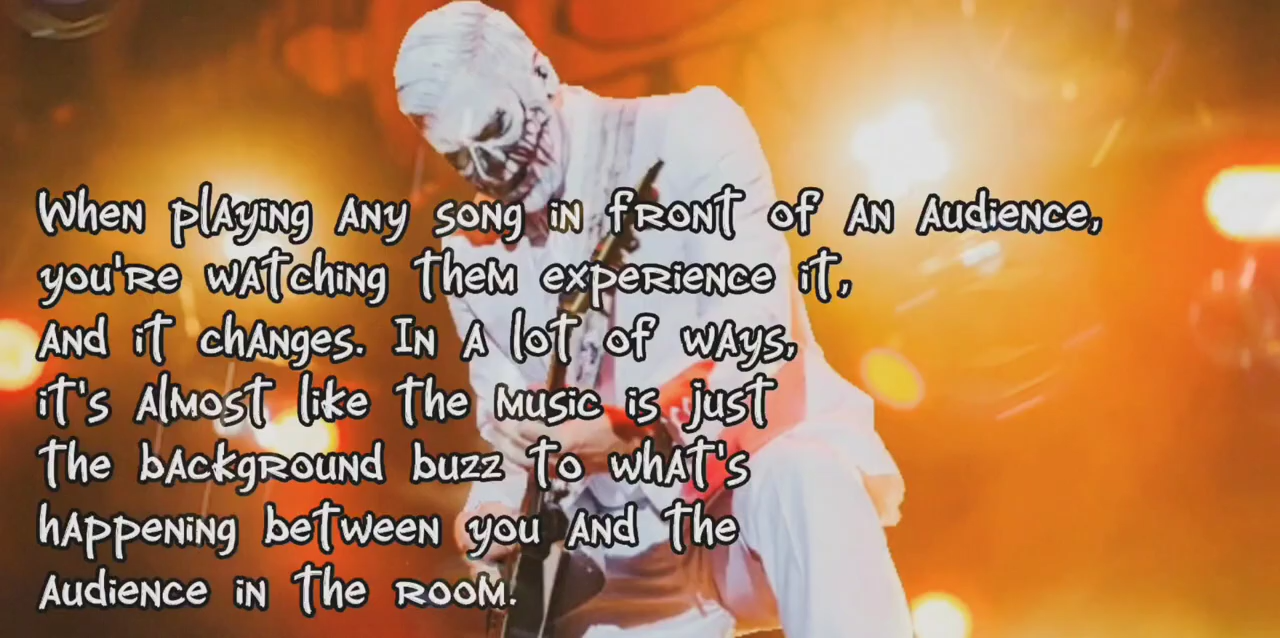 When playing any song in front of an audience,
you're watching them experience it,
and it changes. In a lot of ways,
it's almost like the music is just
the background buzz to what's
happening between you and the
audience in the room.